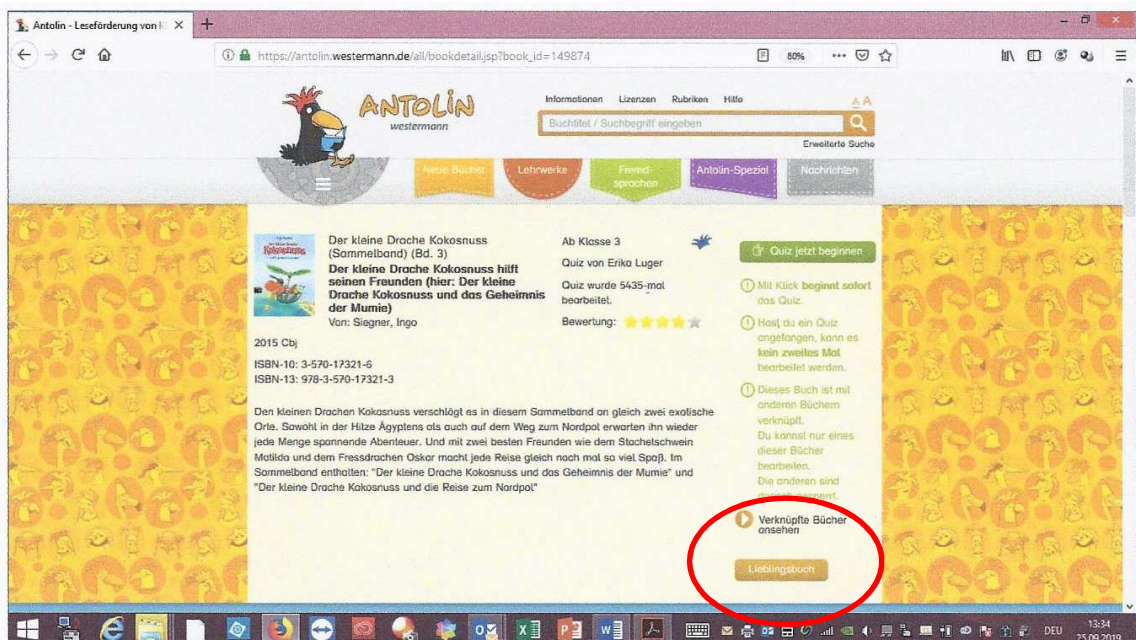 Antolin - Leseförderung von
https://antolin.westermann.de/all/bookdetail.jsp?book_id=149874
80%
ANTOLIN
westermann
Informationen Lizenzen Rubriken Hilfe
A A
Buchtitel / Suchbegriff eingeben
Erweiterte Suche
Neue Bücher
Lehrwerke
Fremd-
sprachen
Antolin-Spezial
Nachrichten
Der kleine Drache Kokosnuss
(Sammelband) (Bd. 3)
Der kleine Drache Kokosnuss hilft
seinen Freunden (hier: Der kleine
Drache Kokosnuss und das Geheimnis
der Mumie)
Von: Siegner, Ingo
Ab Klasse 3
Quiz von Erika Luger
Quiz wurde 5435-mal
bearbeitet.
Bewertung:
2015 Cbj
ISBN-10: 3-570-17321-6
ISBN-13: 978-3-570-17321-3
Den kleinen Drachen Kokosnuss verschlägt es in diesem Sammelband an gleich zwei exotische
Orte. Sowohl in der Hitze Ägyptens als auch auf dem Weg zum Nordpol erwarten ihn wieder
jede Menge spannende Abenteuer. Und mit zwei besten Freunden wie dem Stachelschwein
Matilda und dem Fressdrachen Oskar macht jede Reise gleich noch mal so viel Spaß. Im
Sammelband enthalten: "Der kleine Drache Kokosnuss und das Geheimnis der Mumie" und
"Der kleine Drache Kokosnuss und die Reise zum Nordpol"
Quiz jetzt beginnen
Mit Klick beginnt sofort
das Quiz.
Hast du ein Quiz
angefangen, kann es
kein zweites Mal
bearbeitet werden.
Dieses Buch ist mit
anderen Büchern
verknüpft.
Du kannst nur eines
dieser Bücher
bearbeiten.
Die anderen sind
danach gesperrt.
Verknüpfte Bücher
ansehen
Lieblingsbuch
DEU
13:34
25.09.2019